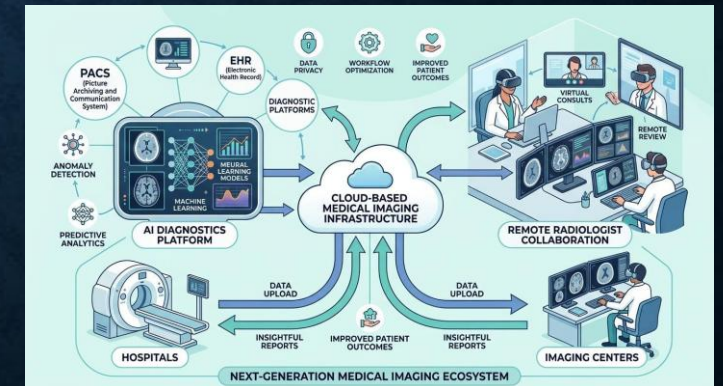 PACS
(Picture
Archiving and
Communication
System)
EHR
(Electronic
Health Record)
DIAGNOSTIC
PLATFORMS
ANOMALY
DETECTION
PREDICTIVE
ANALYTICS
NEURAL
LEARNING
MODELS
MACHINE
LEARNING
AI DIAGNOSTICS
PLATFORM
DATA
PRIVACY
WORKFLOW
OPTIMIZATION
IMPROVED
PATIENT
OUTCOMES
CLOUD-BASED
MEDICAL IMAGING
INFRASTRUCTURE
VIRTUAL
CONSULTS
REMOTE
REVIEW
REMOTE RADIOLOGIST
COLLABORATION
HOSPITALS
DATA
UPLOAD
INSIGHTFUL
REPORTS
IMPROVED PATIENT
OUTCOMES
DATA
UPLOAD
INSIGHTFUL
REPORTS
IMAGING CENTERS
NEXT-GENERATION MEDICAL IMAGING ECOSYSTEM